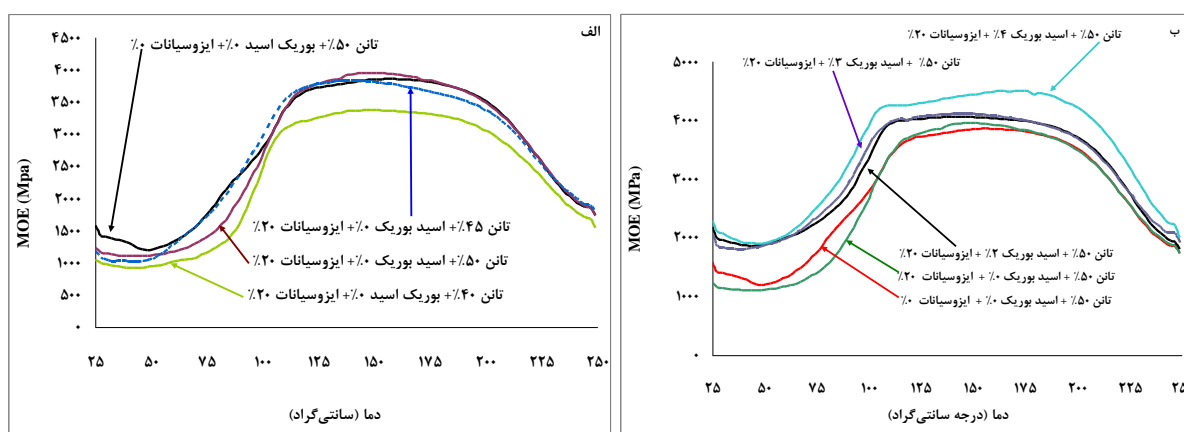 الف
MOE (Mpa)
۴۵۰۰
۴۰۰۰
۳۵۰۰
۳۰۰۰
۲۵۰۰
۲۰۰۰
۱۵۰۰
۱۰۰۰
۵۰۰
۰
تانن ۵۰٪+ بوریک اسید ۰٪+ ایزوسیانات ۰٪
تانن ۴۵٪+ اسید بوریک ۰٪+ ایزوسیانات ۲۰٪
تانن ۵۰٪+ اسید بوریک ۰٪+ ایزوسیانات ۲۰٪
تانن ۴۰٪+ بوریک اسید ۰٪+ ایزوسیانات ۲۰٪
۲۵ ۵۰ ۷۵ ۱۰۰ ۱۲۵ ۱۵۰ ۱۷۵ ۲۰۰ ۲۲۵ ۲۵۰
دما (سانتی‌گراد)
ب
MOE (MPa)
۵۰۰۰
۴۰۰۰
۳۰۰۰
۲۰۰۰
۱۰۰۰
۰
تانن ۵۰٪ + اسید بوریک ۴٪ + ایزوسیانات ۲۰٪
تانن ۵۰٪ + اسید بوریک ۳٪ + ایزوسیانات ۲۰٪
تانن ۵۰٪ + اسید بوریک ۲٪ + ایزوسیانات ۲۰٪
تانن ۵۰٪ + اسید بوریک ۰٪ + ایزوسیانات ۲۰٪
تانن ۵۰٪ + اسید بوریک ۰٪ + ایزوسیانات ۰٪
۲۵ ۵۰ ۷۵ ۱۰۰ ۱۲۵ ۱۵۰ ۱۷۵ ۲۰۰ ۲۲۵ ۲۵
دما (درجه سانتی‌گراد)